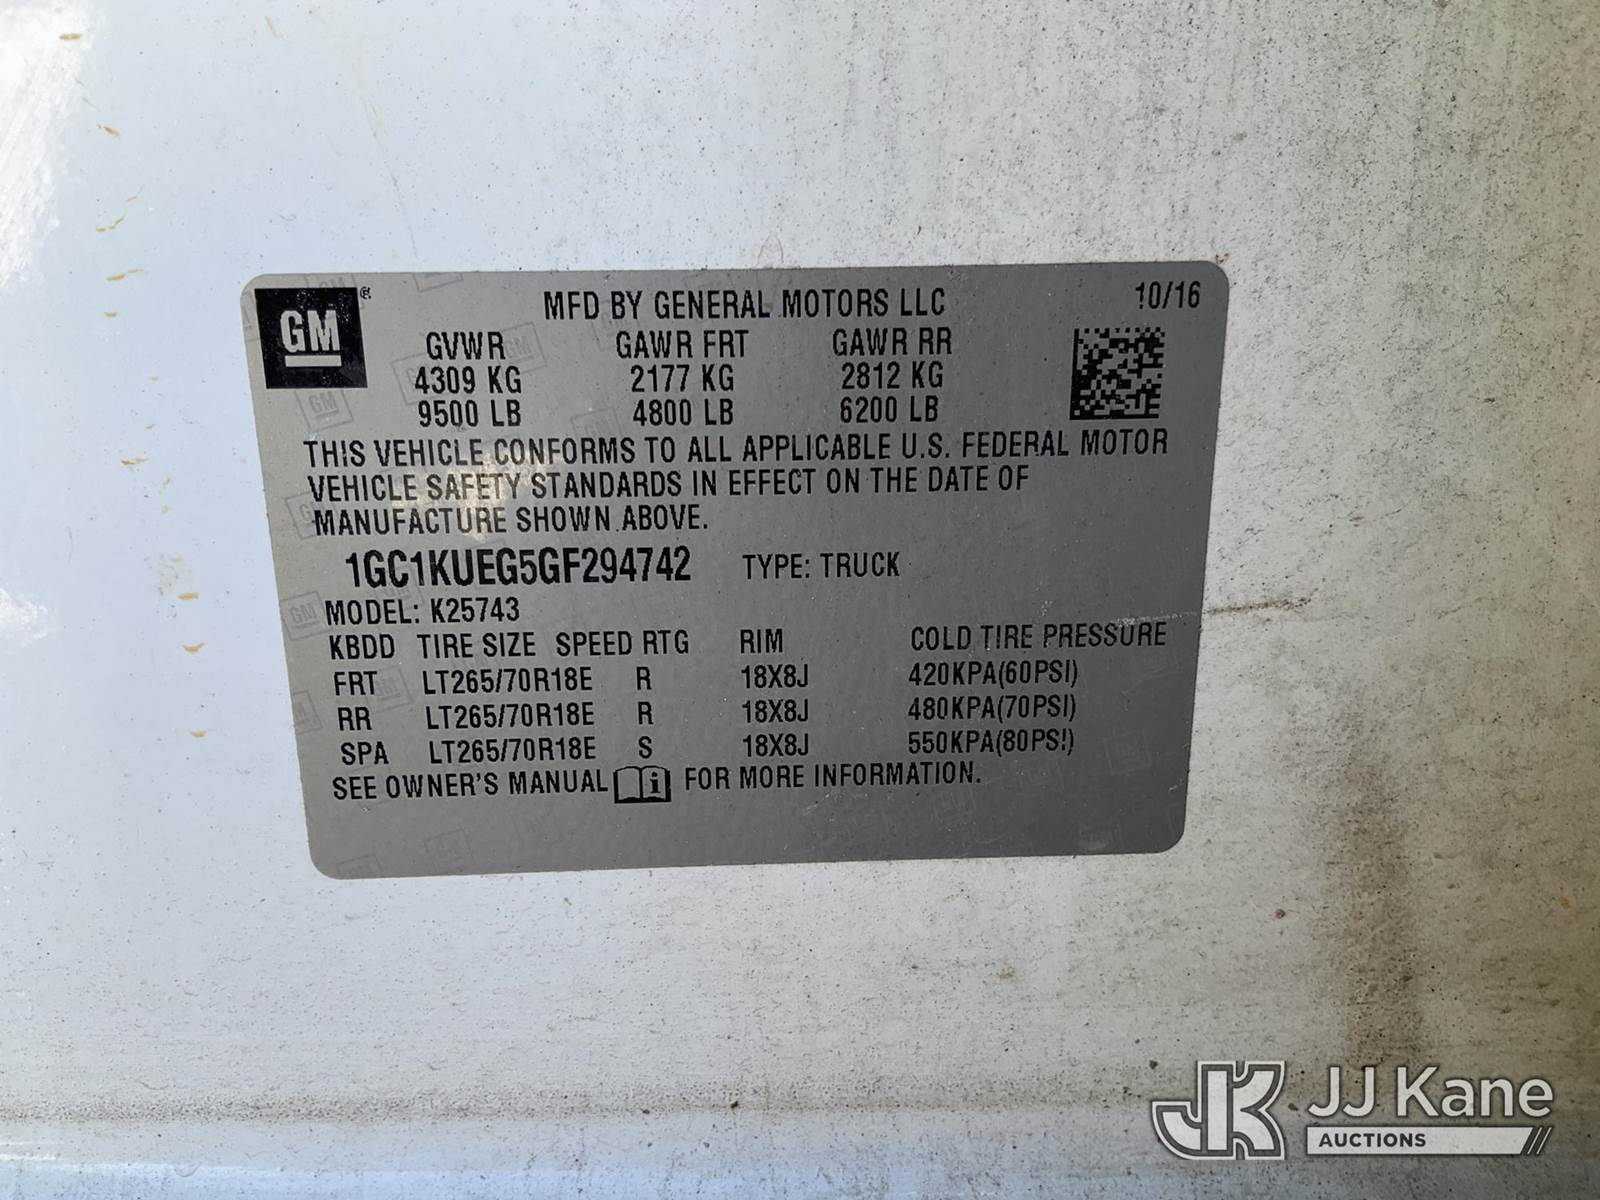 GM®
MFD BY GENERAL MOTORS LLC 10/16
GVWR GAWR FRT GAWR RR
4309 KG 2177 KG 2812 KG
9500 LB 4800 LB 6200 LB
THIS VEHICLE CONFORMS TO ALL APPLICABLE U.S. FEDERAL MOTOR
VEHICLE SAFETY STANDARDS IN EFFECT ON THE DATE OF
MANUFACTURE SHOWN ABOVE.
1GC1KUEG5GF294742 TYPE: TRUCK
MODEL: K25743
KBDD TIRE SIZE SPEED RTG RIM COLD TIRE PRESSURE
FRT LT265/70R18E R 18X8J 420KPA(60PSI)
RR LT265/70R18E R 18X8J 480KPA(70PSI)
SPA LT265/70R18E S 18X8J 550KPA(80PSI)
SEE OWNER'S MANUAL i FOR MORE INFORMATION.
JK JJ Kane
AUCTIONS